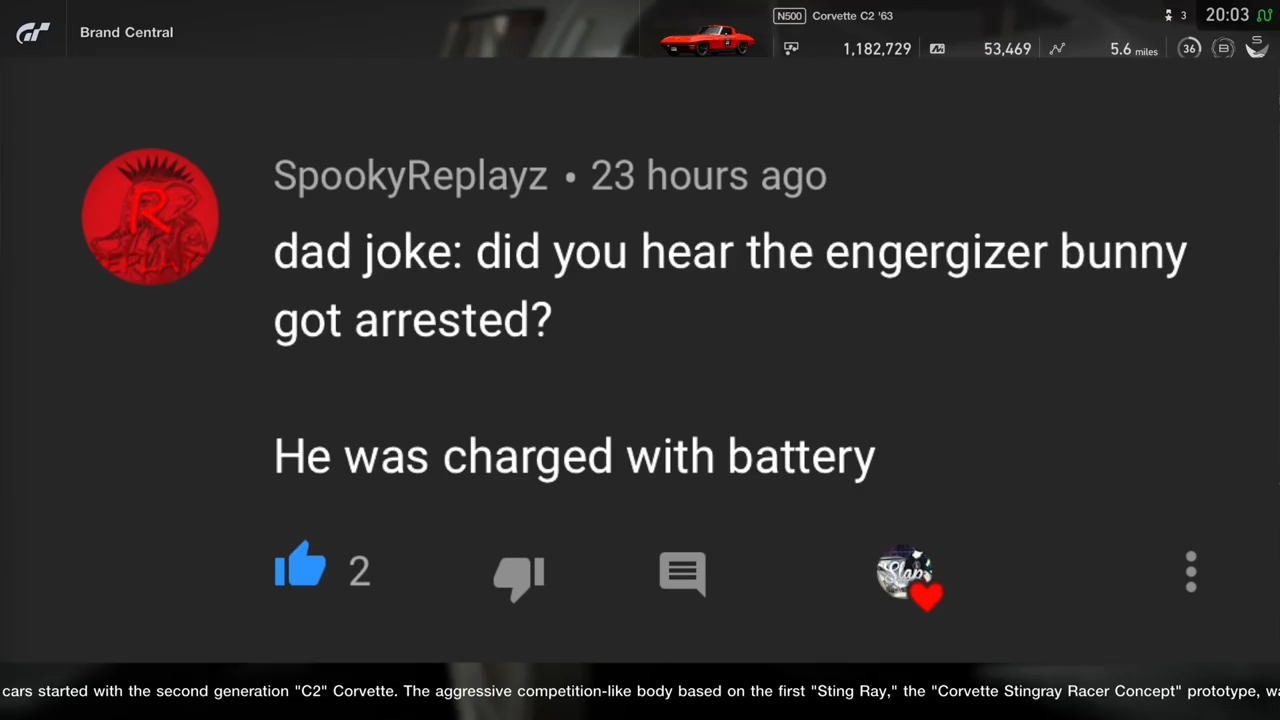 Brand Central
N500 Corvette C2 '63
3 20:03
1,182,729 53,469 5.6 miles 36 B S
SpookyReplayz • 23 hours ago
R
dad joke: did you hear the engergizer bunny
got arrested?
He was charged with battery
2
Slaps
cars started with the second generation "C2" Corvette. The aggressive competition-like body based on the first "Sting Ray," the "Corvette Stingray Racer Concept" prototype, wa